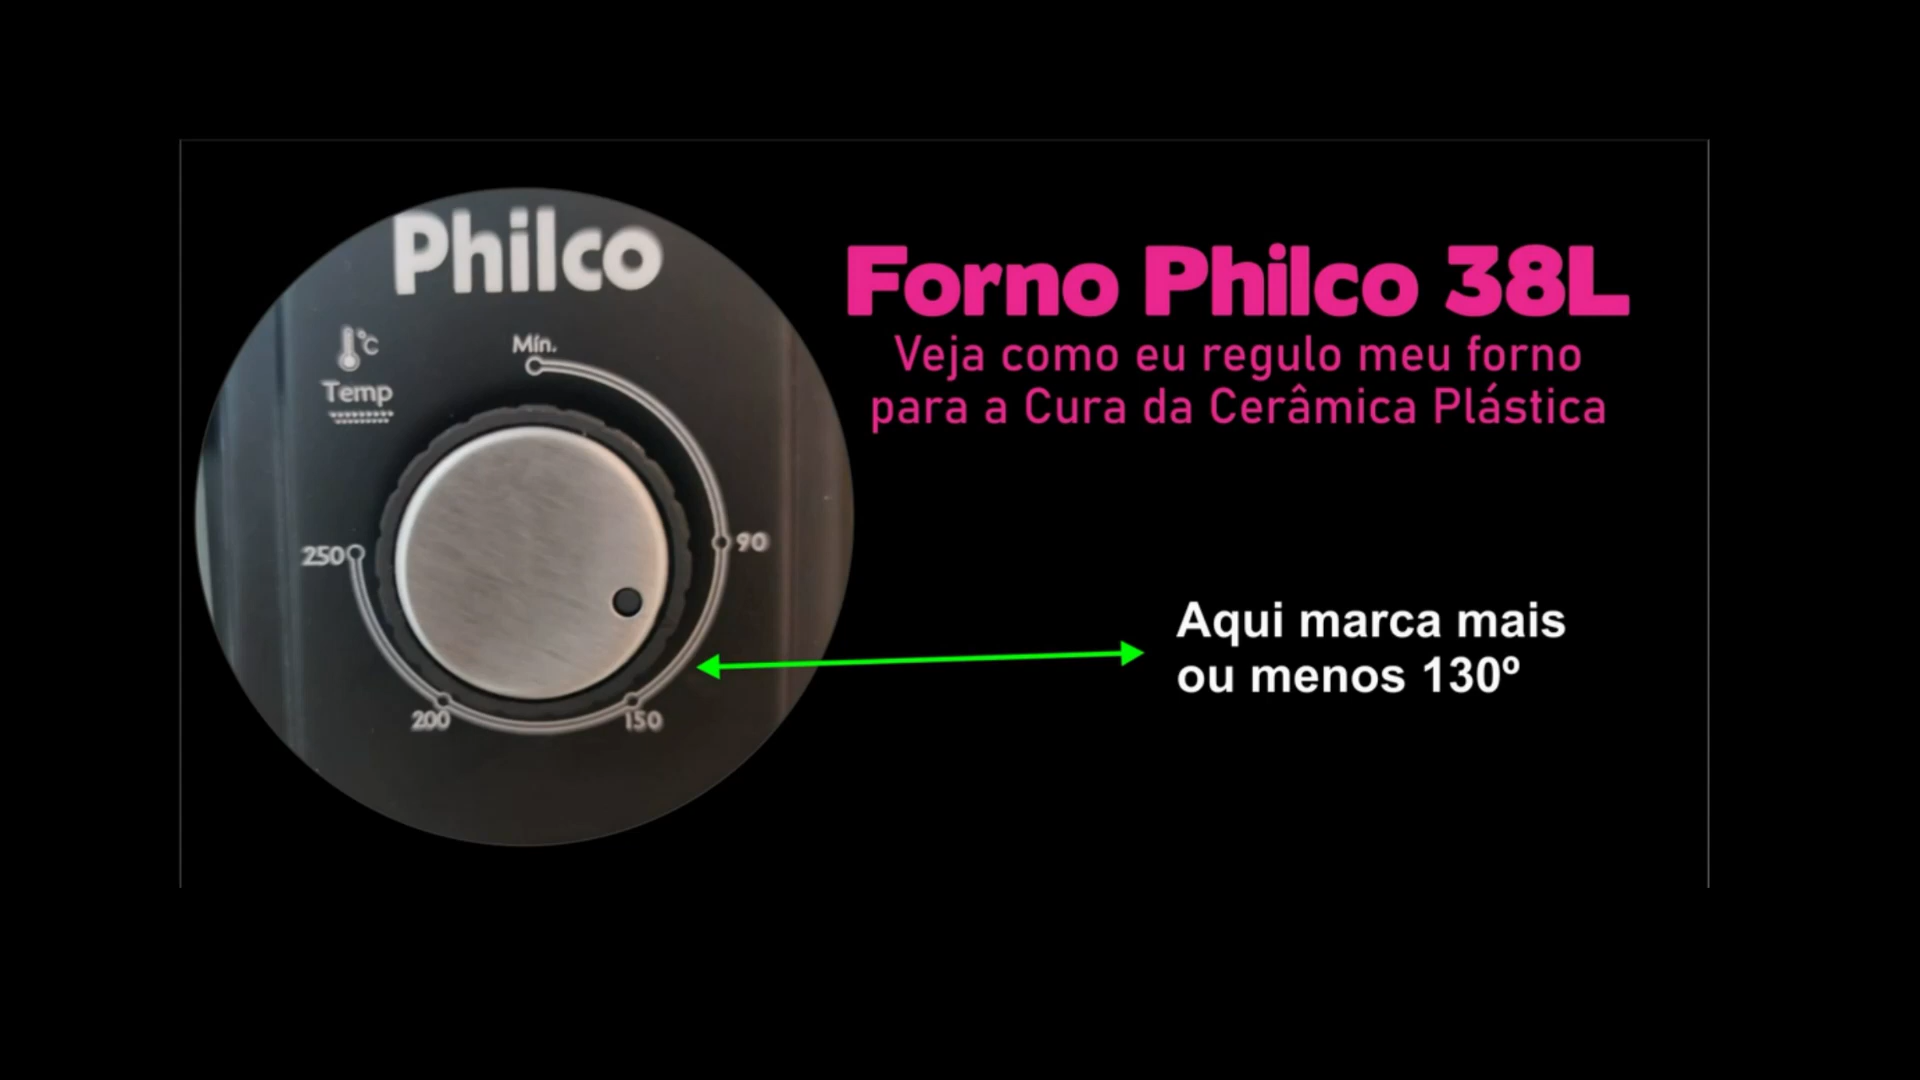 Philco
°C
Temp
Mín.
90
150
200
250
Forno Philco 38L
Veja como eu regulo meu forno
para a Cura da Cerâmica Plástica
Aqui marca mais
ou menos 130º